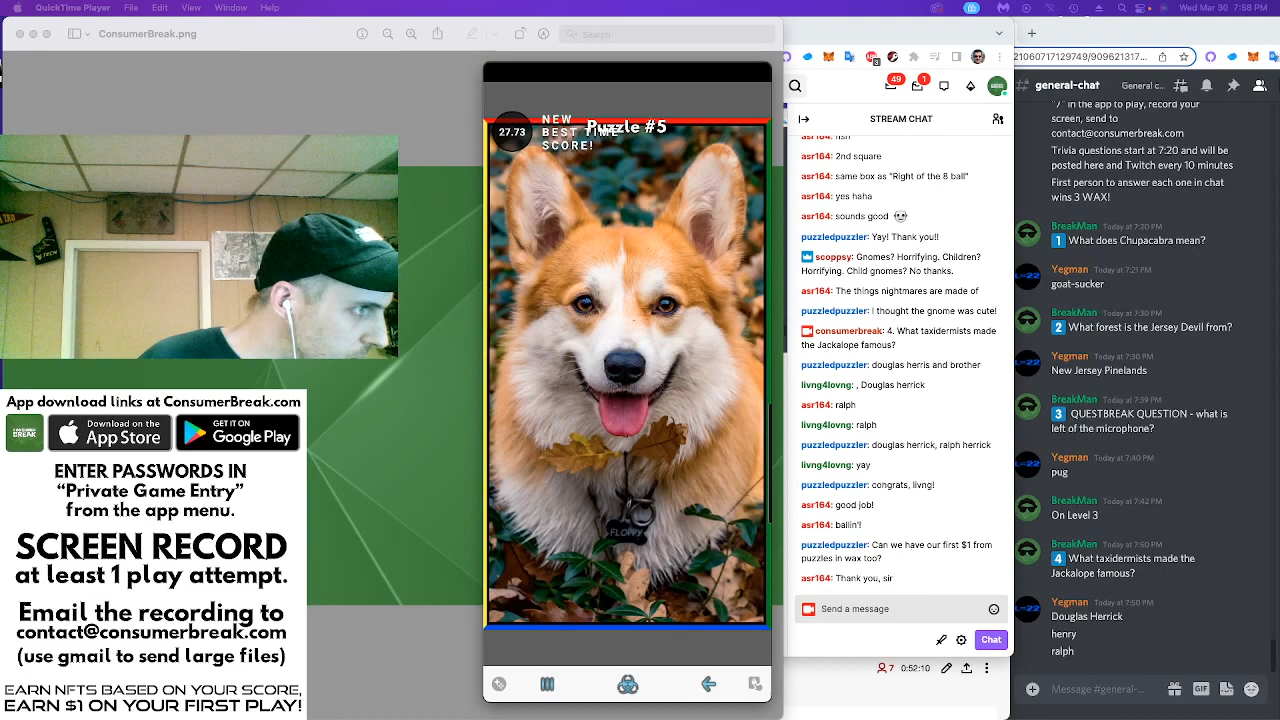 QuickTime Player File Edit View Window Help
Wed Mar 30 7:58 PM
ConsumerBreak.png
Search
27.73
NEW
BEST TIME
SCORE!
Puzzle #5
FLOPPY
App download links at ConsumerBreak.com
CONSUMER
BREAK
Download on the
App Store
GET IT ON
Google Play
ENTER PASSWORDS IN
“Private Game Entry”
from the app menu.
SCREEN RECORD
at least 1 play attempt.
Email the recording to
contact@consumerbreak.com
(use gmail to send large files)
EARN NFTS BASED ON YOUR SCORE,
EARN $1 ON YOUR FIRST PLAY!
49
1
STREAM CHAT
asr164: fish
asr164: 2nd square
asr164: same box as "Right of the 8 ball"
asr164: yes haha
asr164: sounds good
puzzledpuzzler: Yay! Thank you!!
scoppsy: Gnomes? Horrifying. Children?
Horrifying. Child gnomes? No thanks.
asr164: The things nightmares are made of
puzzledpuzzler: I thought the gnome was cute!
consumerbreak: 4. What taxidermists made
the Jackalope famous?
puzzledpuzzler: douglas herris and brother
livng4lovng: , Douglas herrick
asr164: ralph
livng4lovng: ralph
puzzledpuzzler: douglas herrick, ralph herrick
livng4lovng: yay
puzzledpuzzler: congrats, livng!
asr164: good job!
asr164: ballin'!
puzzledpuzzler: Can we have our first $1 from
puzzles in wax too?
asr164: Thank you, sir
Send a message
Chat
7 0:52:10
21060717129749/909621317...
general-chat General c...
"7" in the app to play, record your
screen, send to
contact@consumerbreak.com
Trivia questions start at 7:20 and will be
posted here and Twitch every 10 minutes
First person to answer each in chat
wins 3 WAX!
BreakMan Today at 7:20 PM
1 What does Chupacabra mean?
Yegman Today at 7:21 PM
goat-sucker
BreakMan Today at 7:30 PM
2 What forest is the Jersey Devil from?
Yegman Today at 7:30 PM
New Jersey Pinelands
BreakMan Today at 7:39 PM
3 QUESTBREAK QUESTION - what is
left of the microphone?
Yegman Today at 7:40 PM
pug
BreakMan Today at 7:42 PM
On Level 3
BreakMan Today at 7:50 PM
4 What taxidermists made the
Jackalope famous?
Yegman Today at 7:50 PM
Douglas Herrick
henry
ralph
Message #general-...
GIF